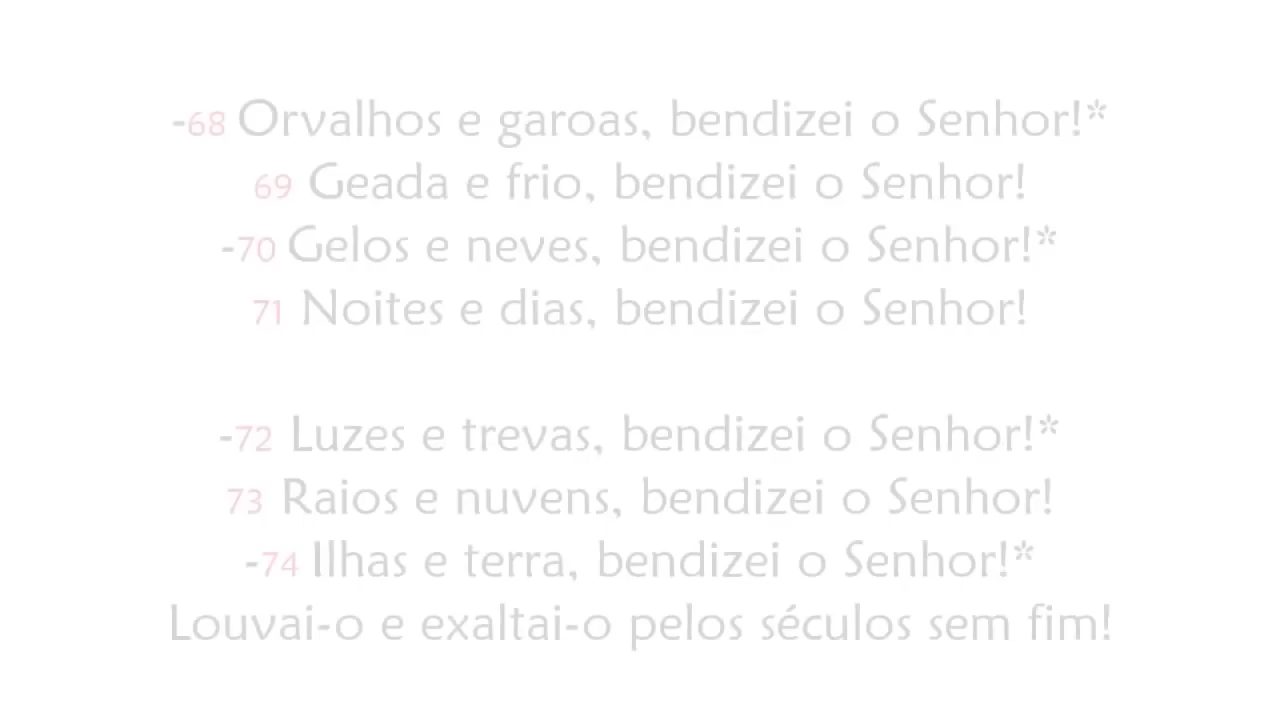 -68 Orvalhos e garoas, bendizei o Senhor!*
69 Geada e frio, bendizei o Senhor!
-70 Gelos e neves, bendizei o Senhor!*
71 Noites e dias, bendizei o Senhor!
-72 Luzes e trevas, bendizei o Senhor!*
73 Raios e nuvens, bendizei o Senhor!
-74 Ilhas e terra, bendizei o Senhor!*
Louvai-o e exaltai-o pelos séculos sem fim!